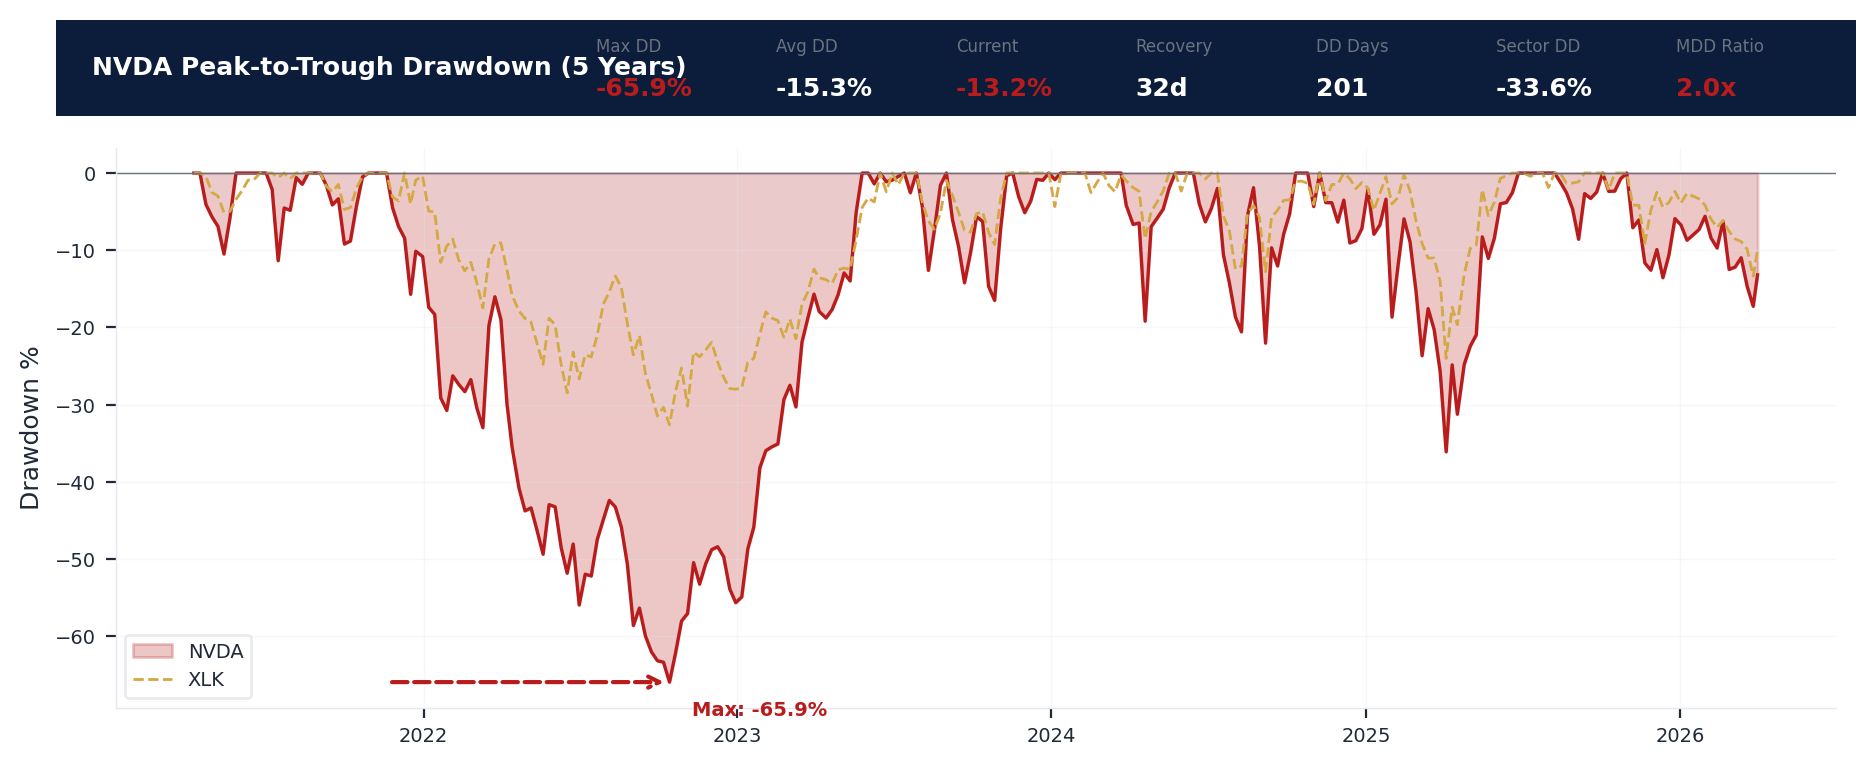 NVDA Peak-to-Trough Drawdown (5 Years)
Max DD
-65.9%
Avg DD
-15.3%
Current
-13.2%
Recovery
32d
DD Days
201
Sector DD
-33.6%
MDD Ratio
2.0x
Drawdown %
0
−10
−20
−30
−40
−50
−60
NVDA
XLK
Max: -65.9%
2022
2023
2024
2025
2026